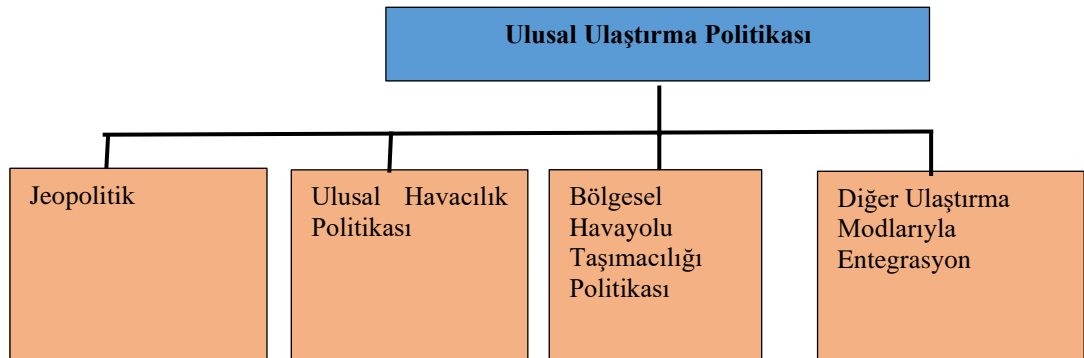 Ulusal Ulaştırma Politikası
Jeopolitik
Ulusal Havacılık
Politikası
Bölgesel
Havayolu
Taşımacılığı
Politikası
Diğer Ulaştırma
Modlarıyla
Entegrasyon